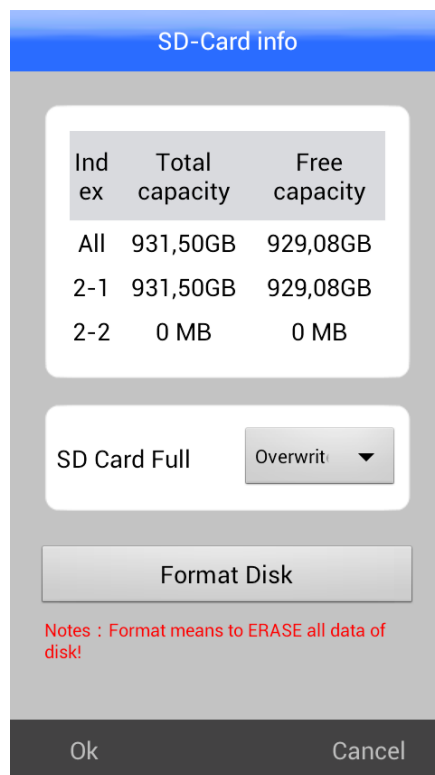 SD-Card info
Ind Total Free
ex capacity capacity
All 931,50GB 929,08GB
2-1 931,50GB 929,08GB
2-2 0 MB 0 MB
SD Card Full Overwrit
Format Disk
Notes : Format means to ERASE all data of
disk!
Ok Cancel